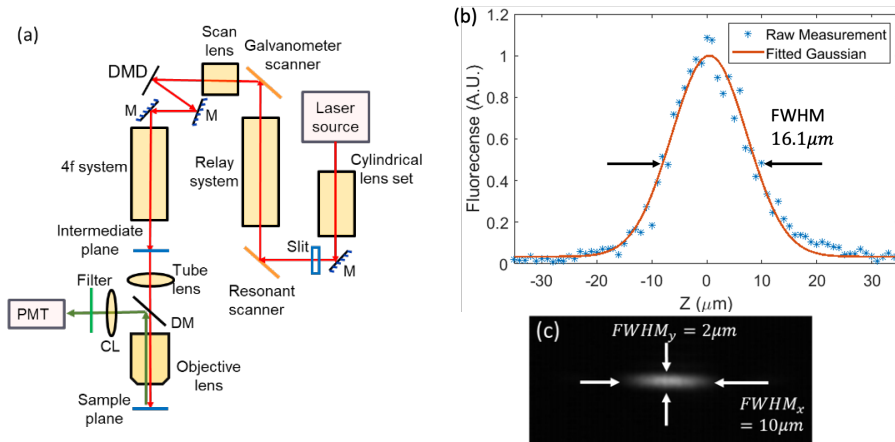 (a)
Scan
lens
Galvanometer
scanner
DMD
M
M
Laser
source
4f system
Relay
system
Cylindrical
lens set
Intermediate
plane
Slit
M
Resonant
scanner
Tube
lens
Filter
PMT
DM
CL
Objective
lens
Sample
plane
(b)
Fluorecense (A.U.)
1.2
1
0.8
0.6
0.4
0.2
0
Raw Measurement
Fitted Gaussian
FWHM
16.1μm
-30
-20
-10
0
10
20
30
Z (μm)
(c)
FWHM_y = 2μm
FWHM_x
= 10μm